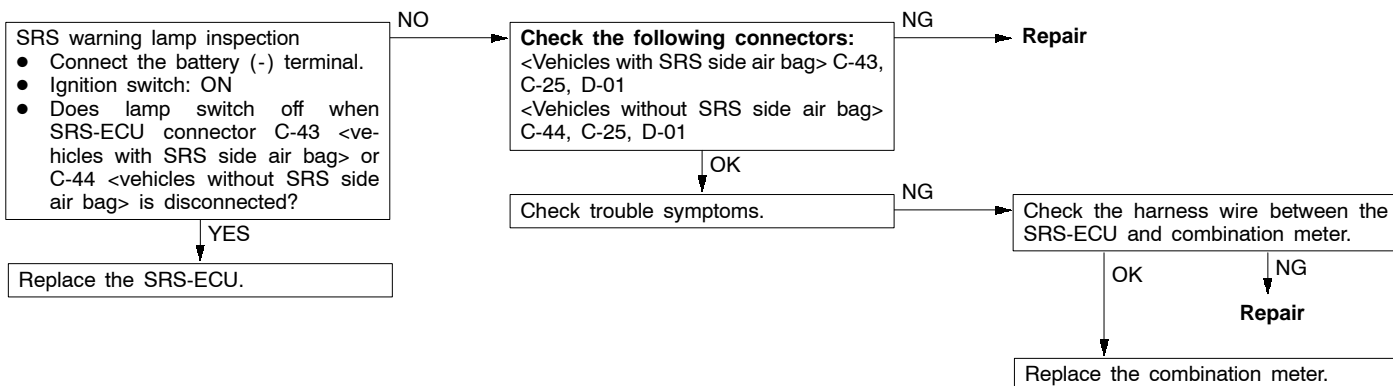 SRS warning lamp inspection
● Connect the battery (-) terminal.
● Ignition switch: ON
● Does lamp switch off when
SRS-ECU connector C-43 <ve-
hicles with SRS side air bag> or
C-44 <vehicles without SRS side
air bag> is disconnected?
NO
YES
Replace the SRS-ECU.
Check the following connectors:
<Vehicles with SRS side air bag> C-43,
C-25, D-01
<Vehicles without SRS side air bag>
C-44, C-25, D-01
NG
Repair
OK
Check trouble symptoms.
NG
Check the harness wire between the
SRS-ECU and combination meter.
OK
NG
Repair
Replace the combination meter.